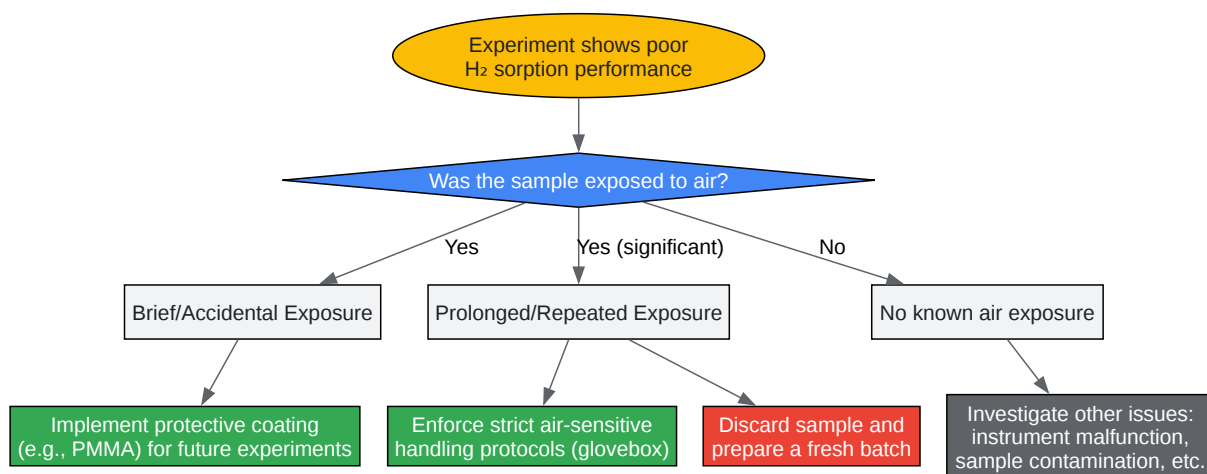 Experiment shows poor
H₂ sorption performance
Was the sample exposed to air?
Yes
Yes (significant)
No
Brief/Accidental Exposure
Prolonged/Repeated Exposure
No known air exposure
Implement protective coating
(e.g., PMMA) for future experiments
Enforce strict air-sensitive
handling protocols (glovebox)
Discard sample and
prepare a fresh batch
Investigate other issues:
instrument malfunction,
sample contamination, etc.